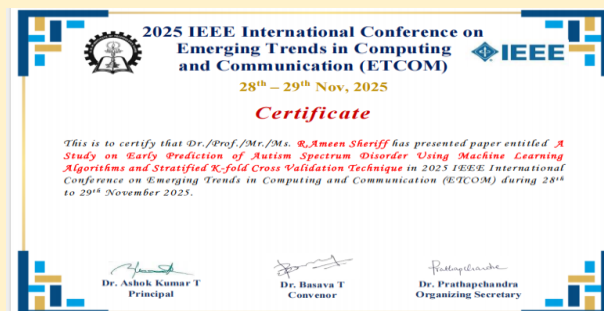 2025 IEEE International Conference on
Emerging Trends in Computing
and Communication (ETCOM)
IEEE
28th – 29th Nov, 2025
Certificate
This is to certify that Dr./Prof./Mr./Ms. R.Ameen Sheriff has presented paper entitled A
Study on Early Prediction of Autism Spectrum Disorder Using Machine Learning
Algorithms and Stratified K-fold Cross Validation Technique in 2025 IEEE International
Conference on Emerging Trends in Computing and Communication (ETCOM) during 28th
to 29th November 2025.
Prathapchandra
Dr. Ashok Kumar T
Principal
Dr. Basava T
Convenor
Dr. Prathapchandra
Organizing Secretary